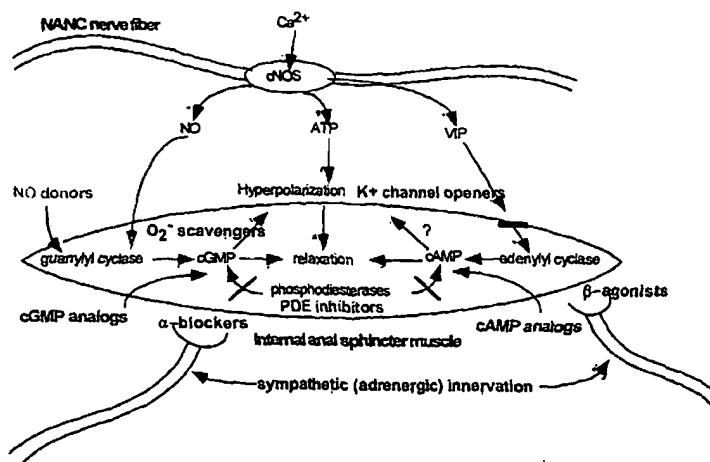 NANC nerve fiber
Ca2+
cNOS
NO
ATP
VIP
Hyperpolarization K+ channel openers
NO donors
O2- scavengers
?
guanylyl cyclase
cGMP
relaxation
cAMP
adenylyl cyclase
phosphodiesterases
PDE inhibitors
cGMP analogs
α-blockers
cAMP analogs
β-agonists
Internal anal sphincter muscle
sympathetic (adrenergic) innervation